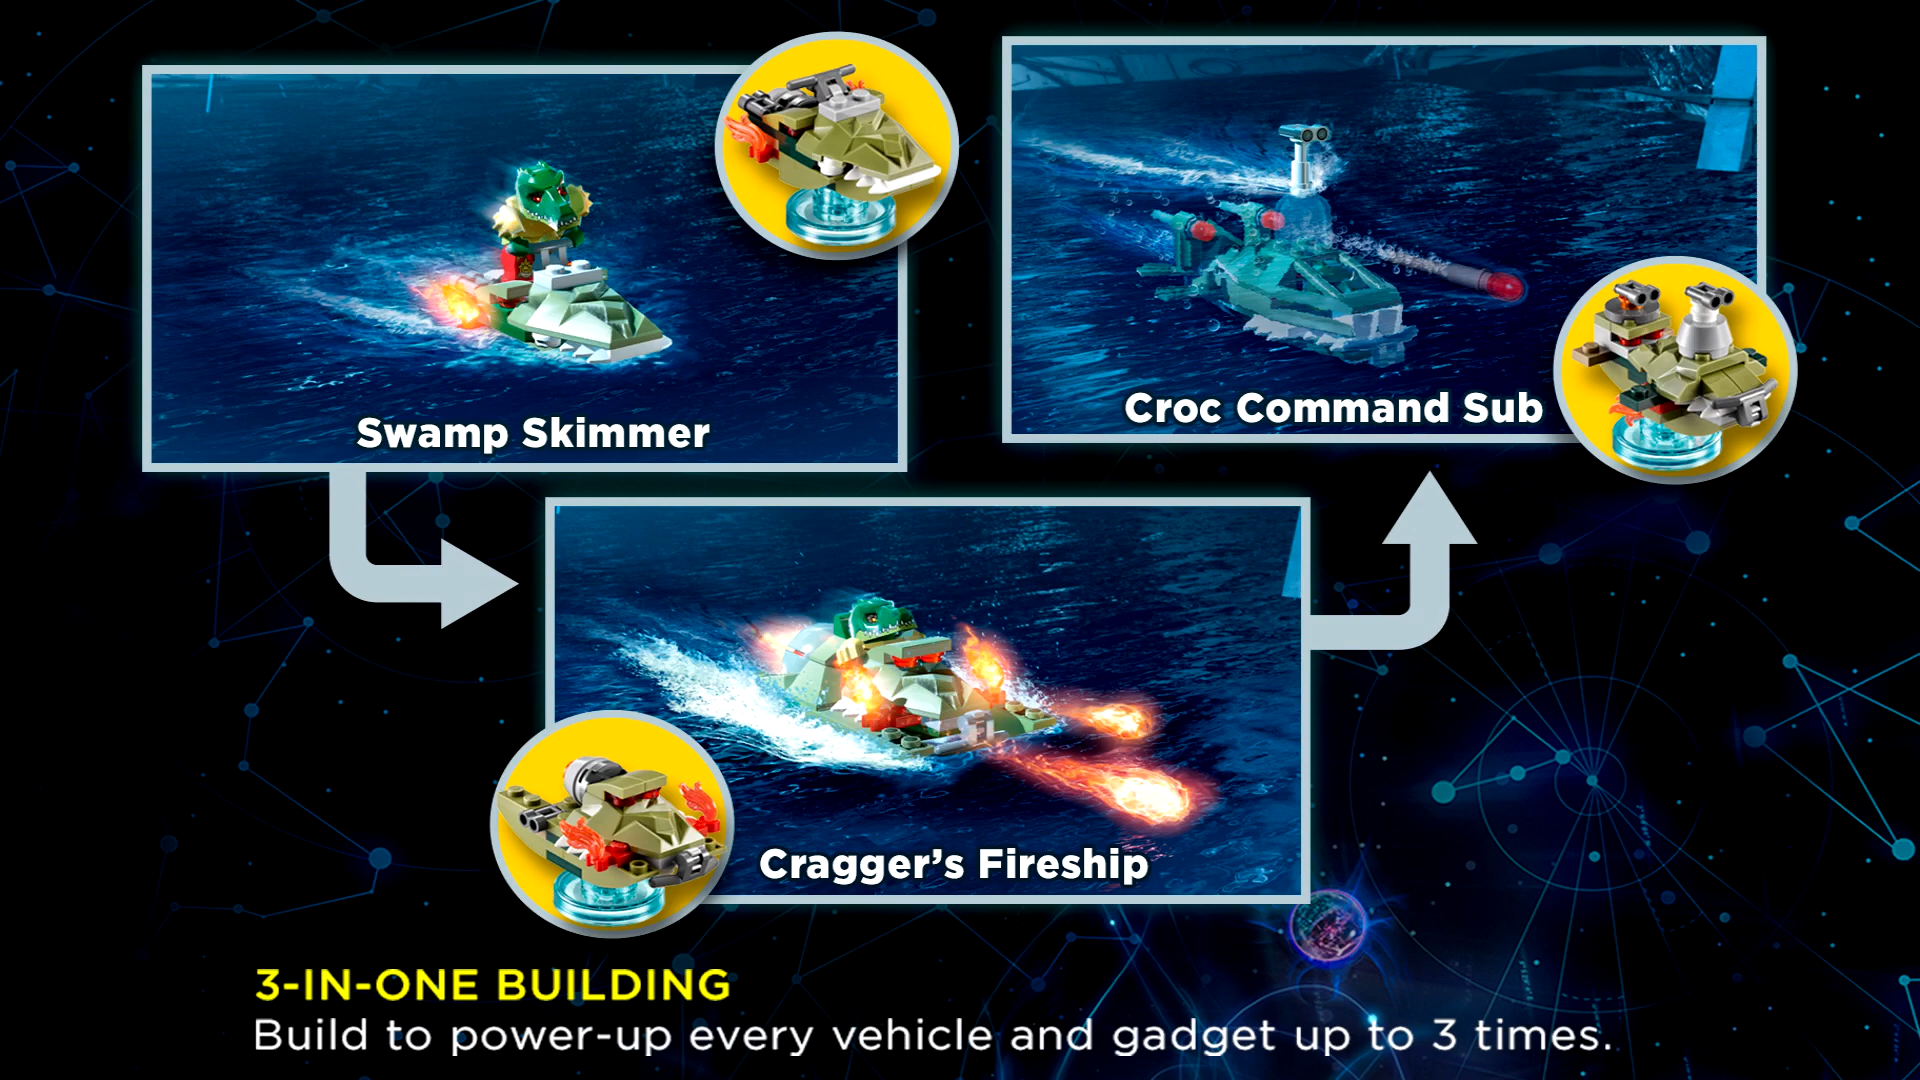 Swamp Skimmer
Croc Command Sub
Cragger's Fireship
3-IN-ONE BUILDING
Build to power-up every vehicle and gadget up to 3 times.